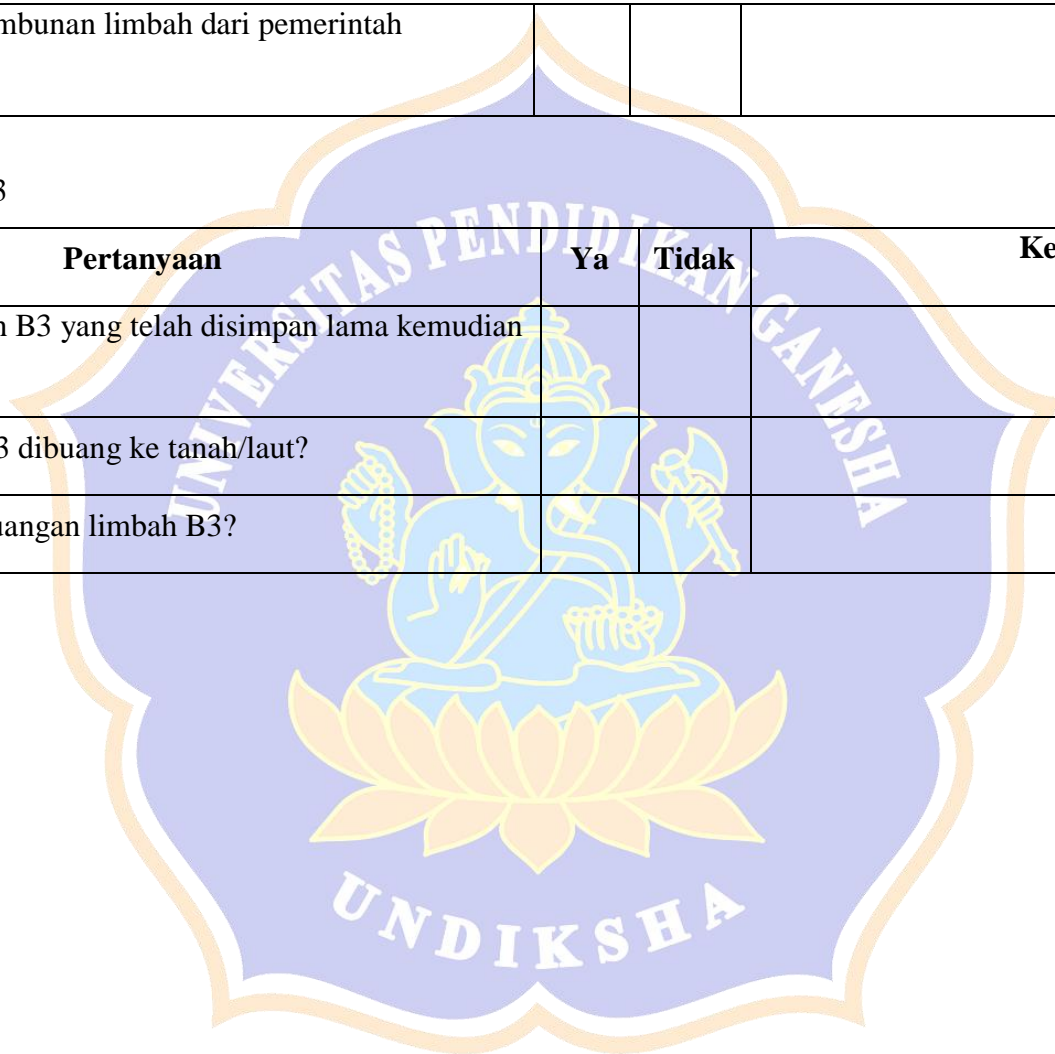 mbunan limbah dari pemerintah
3
Pertanyaan Ya Tidak Ke
B3 yang telah disimpan lama kemudian
3 dibuang ke tanah/laut?
uangan limbah B3?
UNIVERSITAS PENDIDIKAN GANESHA
UNDIKSHA